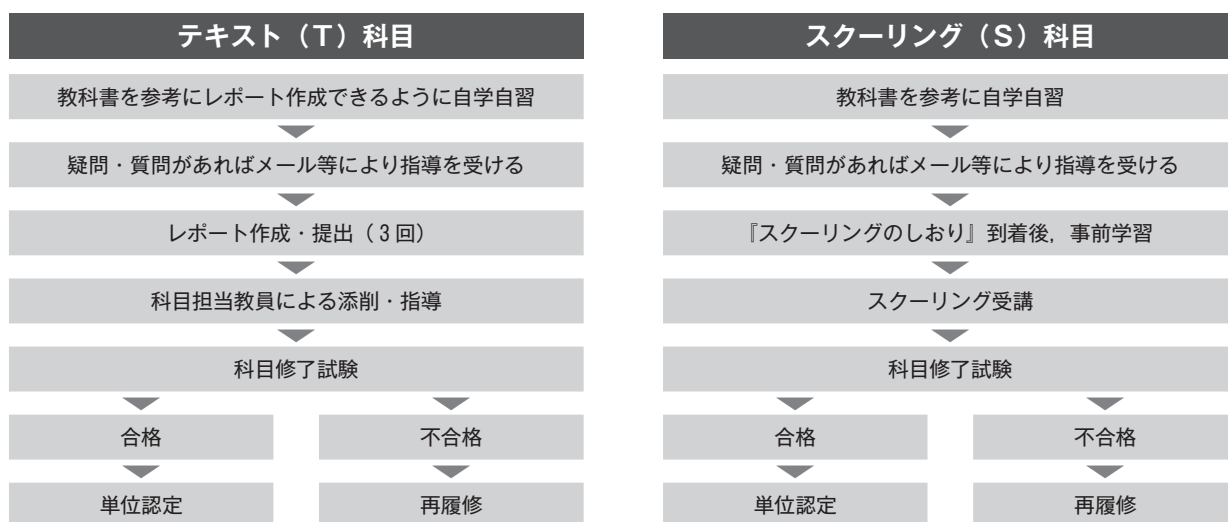 テキスト（T）科目
教科書を参考にレポート作成できるように自学自習
疑問・質問があればメール等により指導を受ける
レポート作成・提出（3回）
科目担当教員による添削・指導
科目修了試験
合格
不合格
単位認定
再履修
スクーリング（S）科目
教科書を参考に自学自習
疑問・質問があればメール等により指導を受ける
『スクーリングのしおり』到着後，事前学習
スクーリング受講
科目修了試験
合格
不合格
単位認定
再履修